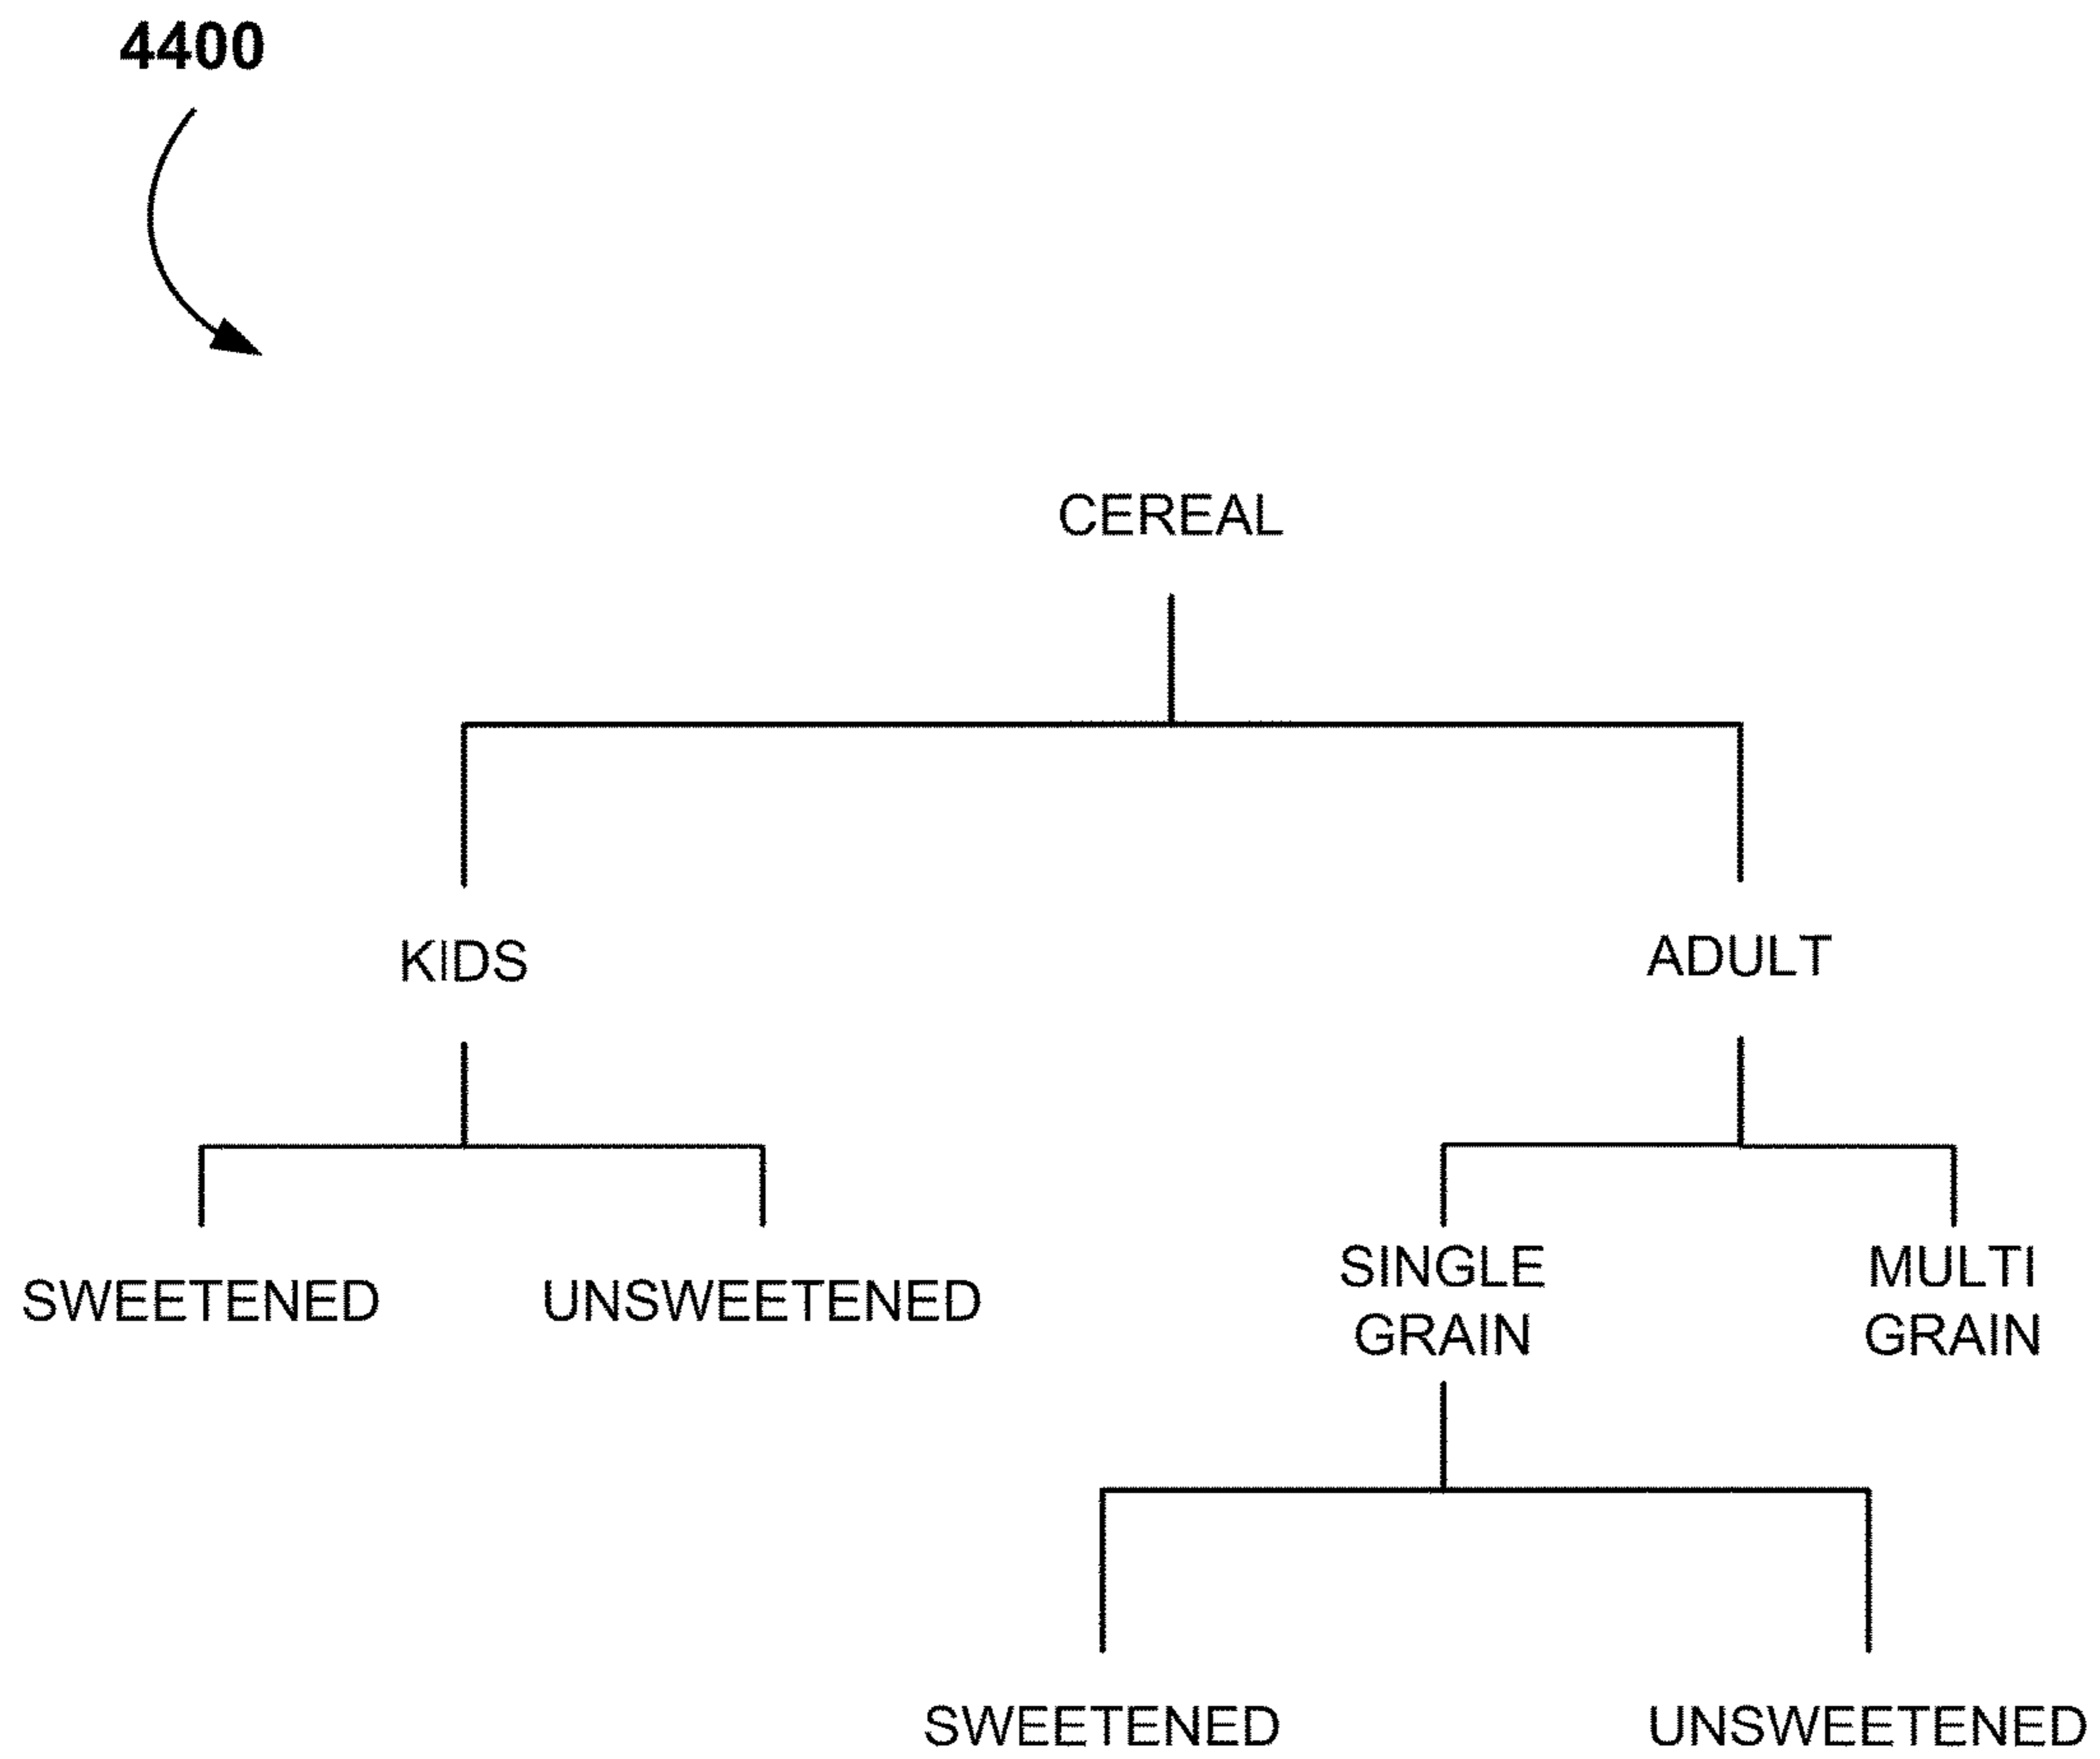 4400
CEREAL
KIDS
ADULT
SWEETENED
UNSWEETENED
SINGLE
GRAIN
MULTI
GRAIN
SWEETENED
UNSWEETENED